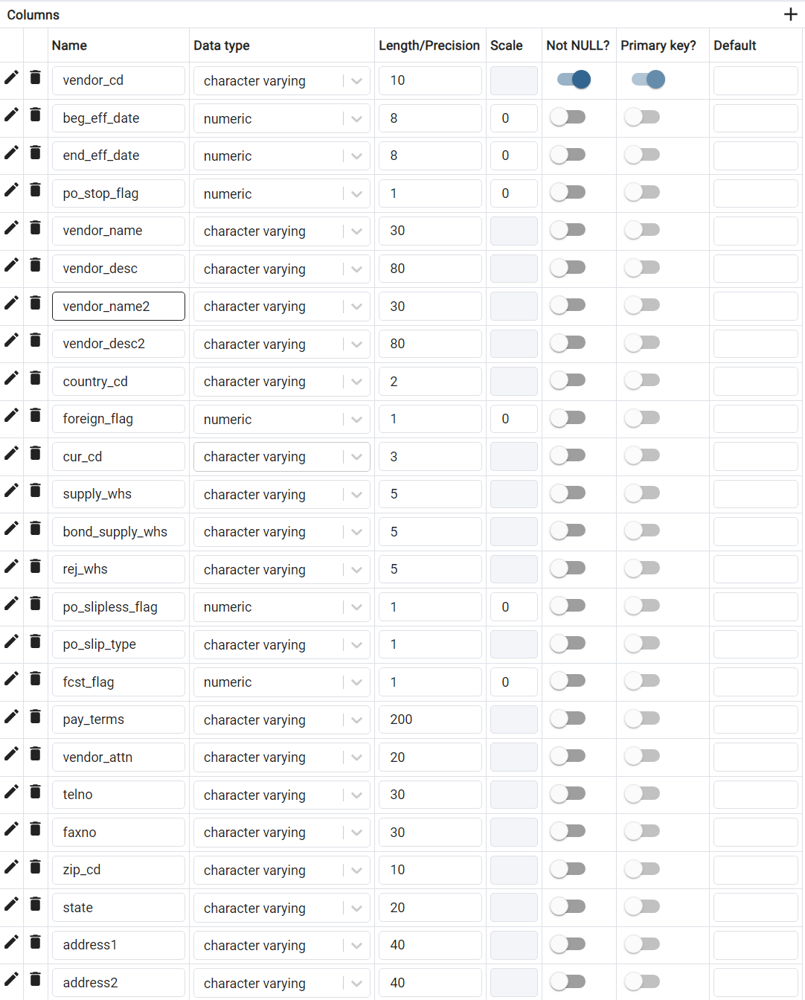 Columns
Name Data type Length/Precision Scale Not NULL? Primary key? Default
vendor_cd character varying 10
beg_eff_date numeric 8 0
end_eff_date numeric 8 0
po_stop_flag numeric 1 0
vendor_name character varying 30
vendor_desc character varying 80
vendor_name2 character varying 30
vendor_desc2 character varying 80
country_cd character varying 2
foreign_flag numeric 1 0
cur_cd character varying 3
supply_whs character varying 5
bond_supply_whs character varying 5
rej_whs character varying 5
po_slipless_flag numeric 1 0
po_slip_type character varying 1
fcst_flag numeric 1 0
pay_terms character varying 200
vendor_attn character varying 20
telno character varying 30
faxno character varying 30
zip_cd character varying 10
state character varying 20
address1 character varying 40
address2 character varying 40